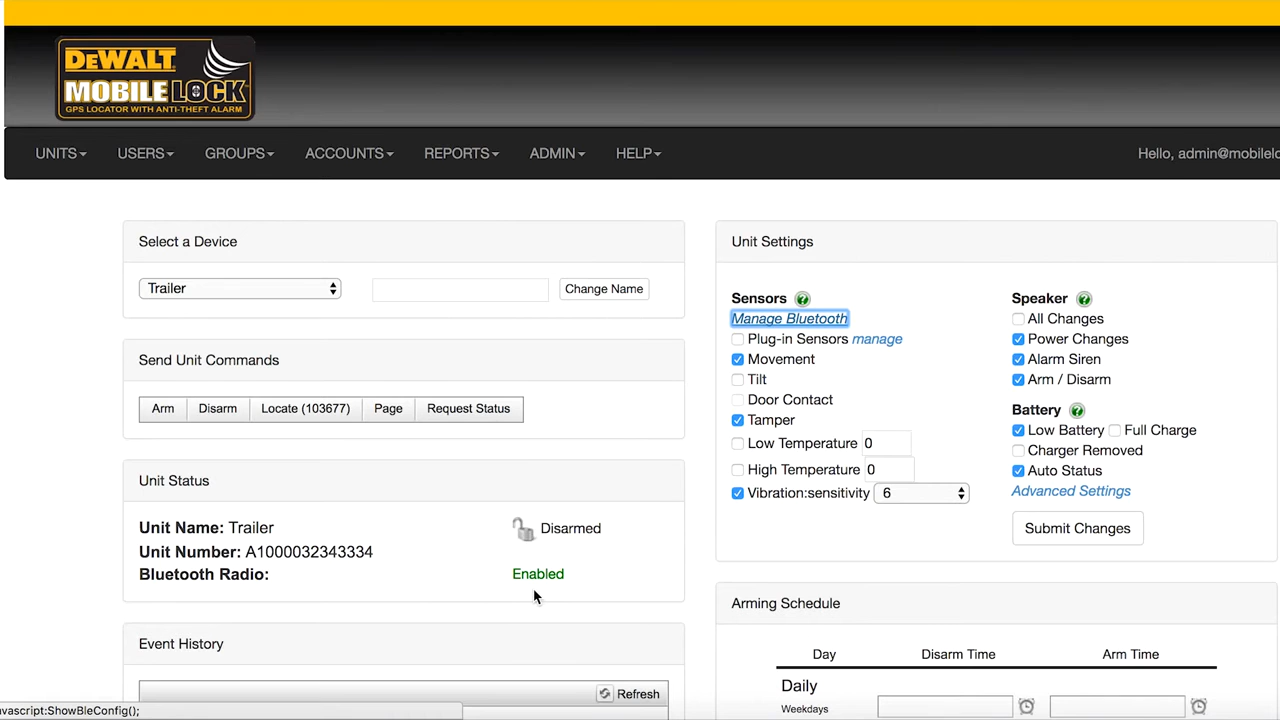 DEWALT
MOBILELOCK
GPS LOCATOR WITH ANTI-THEFT ALARM
UNITS USERS GROUPS ACCOUNTS REPORTS ADMIN HELP
Hello, admin@mobilelo
Select a Device
Trailer Change Name
Send Unit Commands
Arm Disarm Locate (103677) Page Request Status
Unit Status
Unit Name: Trailer Disarmed
Unit Number: A1000032343334
Bluetooth Radio: Enabled
Event History
Refresh
Unit Settings
Sensors
Manage Bluetooth
Plug-in Sensors manage
Movement
Tilt
Door Contact
Tamper
Low Temperature 0
High Temperature 0
Vibration:sensitivity 6
Speaker
All Changes
Power Changes
Alarm Siren
Arm / Disarm
Battery
Low Battery Full Charge
Charger Removed
Auto Status
Advanced Settings
Submit Changes
Arming Schedule
Day Disarm Time Arm Time
Daily
Weekdays
avascript:ShowBleConfig();